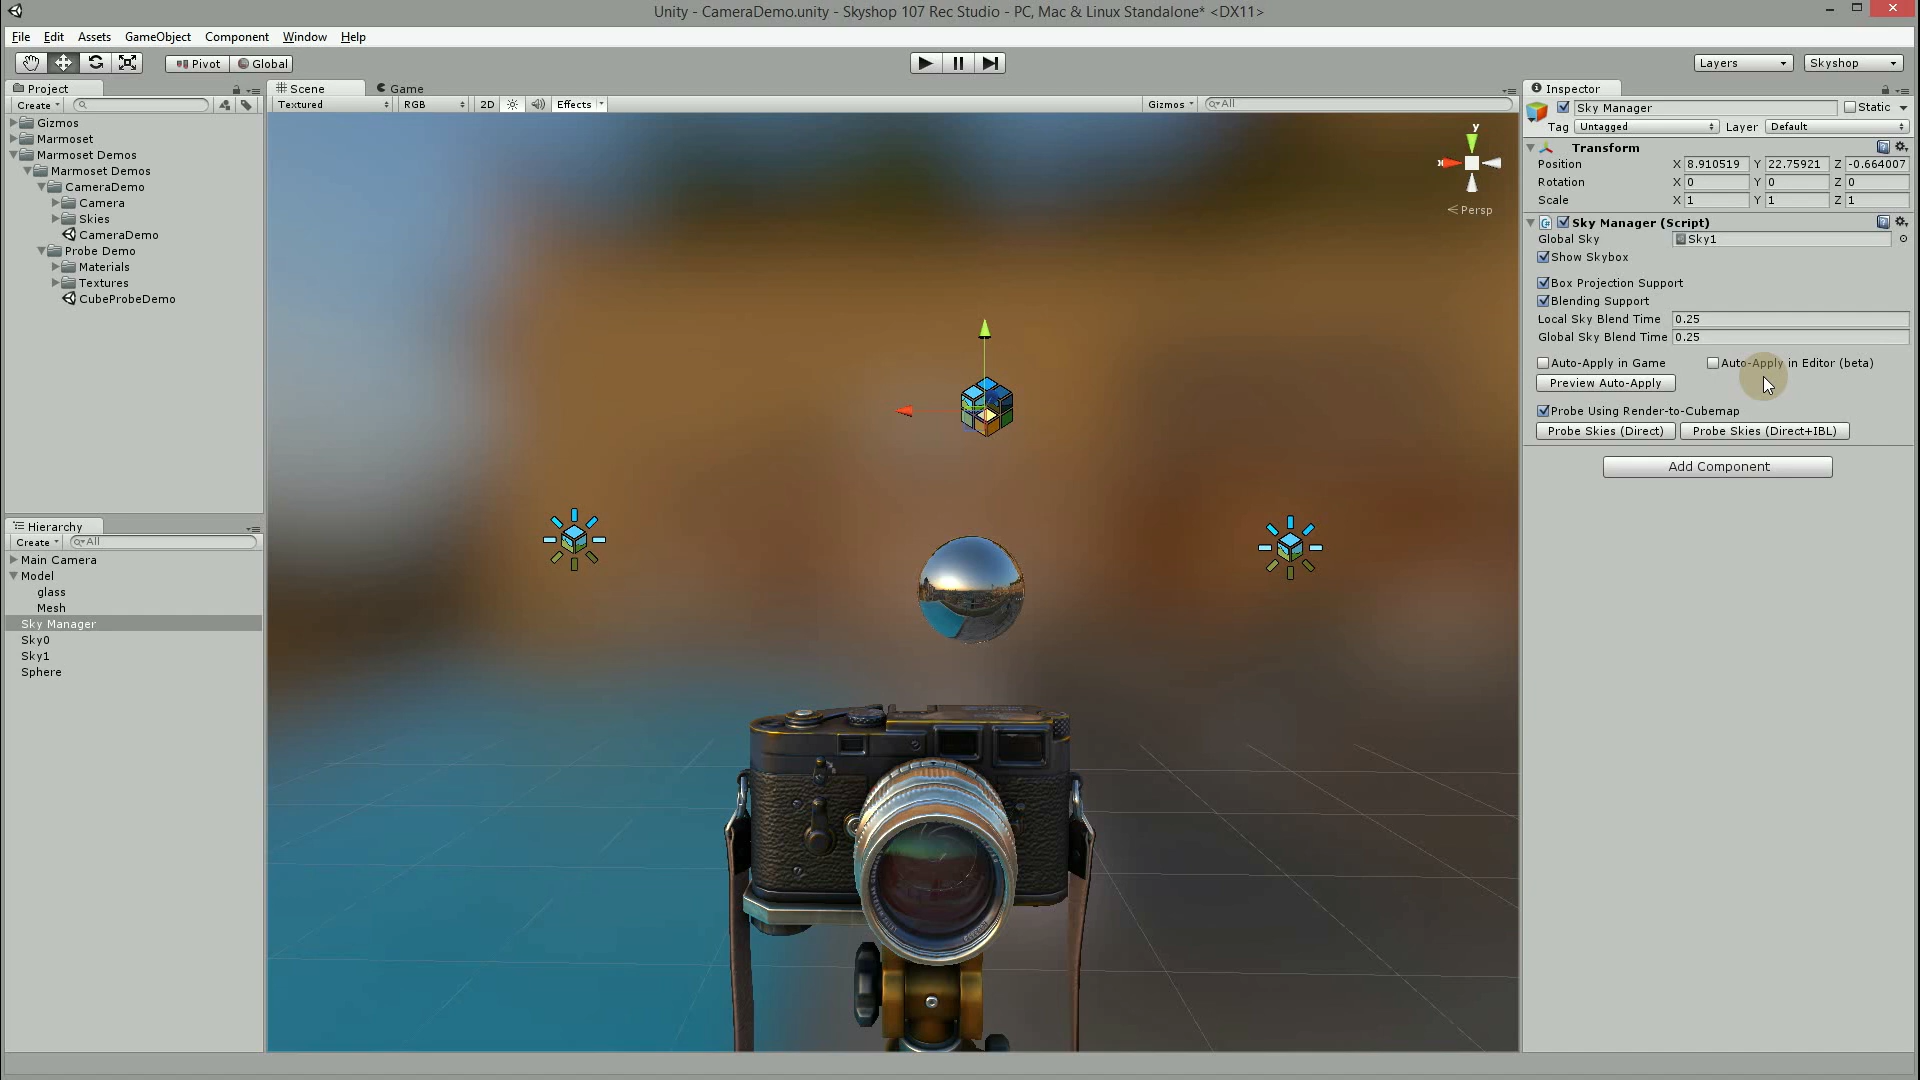 Unity - CameraDemo.unity - Skyshop 107 Rec Studio - PC, Mac & Linux Standalone* <DX11>
File Edit Assets GameObject Component Window Help
Pivot Global Layers Skyshop
Project
Create
Gizmos
Marmoset
Marmoset Demos
Marmoset Demos
CameraDemo
Camera
Skies
CameraDemo
Probe Demo
Materials
Textures
CubeProbeDemo
Hierarchy
Create All
Main Camera
Model
glass
Mesh
Sky Manager
Sky0
Sky1
Sphere
Scene Game
Textured RGB 2D Effects Gizmos All
y
x
Persp
Inspector
Sky Manager Static
Tag Untagged Layer Default
Transform
Position X 8.910519 Y 22.75921 Z -0.664007
Rotation X 0 Y 0 Z 0
Scale X 1 Y 1 Z 1
Sky Manager (Script)
Global Sky Sky1
Show Skybox
Box Projection Support
Blending Support
Local Sky Blend Time 0.25
Global Sky Blend Time 0.25
Auto-Apply in Game Auto-Apply in Editor (beta)
Preview Auto-Apply
Probe Using Render-to-Cubemap
Probe Skies (Direct) Probe Skies (Direct+IBL)
Add Component